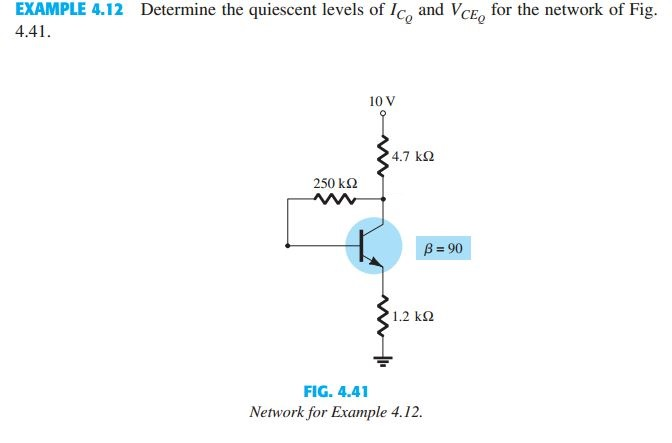 EXAMPLE 4.12 Determine the quiescent levels of I_CQ and V_CEQ for the network of Fig.
4.41.
10 V
4.7 kΩ
250 kΩ
β = 90
1.2 kΩ
FIG. 4.41
Network for Example 4.12.